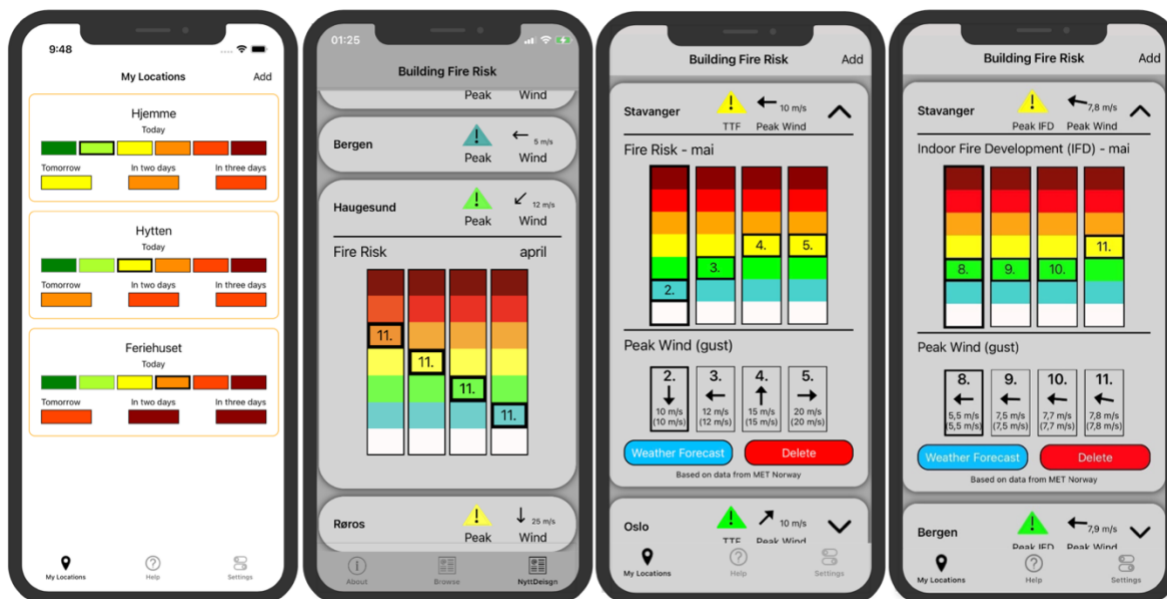 9:48
My Locations Add
Hjemme
Today
Tomorrow In two days In three days
Hytten
Today
Tomorrow In two days In three days
Feriehuset
Today
Tomorrow In two days In three days
My Locations Help Settings
01:25
Building Fire Risk
Peak Wind
Bergen 5 m/s
Peak Wind
Haugesund 12 m/s
Peak Wind
Fire Risk april
11.
11.
11.
11.
Røros 25 m/s
Peak Wind
About Browse NyttDeisgn
Building Fire Risk Add
Stavanger 10 m/s
TTF Peak Wind
Fire Risk - mai
4. 5.
3.
2.
Peak Wind (gust)
2. 3. 4. 5.
10 m/s 12 m/s 15 m/s 20 m/s
(10 m/s) (12 m/s) (15 m/s) (20 m/s)
Weather Forecast Delete
Based on data from MET Norway
Oslo 10 m/s
TTF Peak Wind
My Locations Help Settings
Building Fire Risk Add
Stavanger 7,8 m/s
Peak IFD Peak Wind
Indoor Fire Development (IFD) - mai
11.
8. 9. 10.
Peak Wind (gust)
8. 9. 10. 11.
5,5 m/s 7,5 m/s 7,7 m/s 7,8 m/s
(5,5 m/s) (7,5 m/s) (7,7 m/s) (7,8 m/s)
Weather Forecast Delete
Based on data from MET Norway
Bergen 7,9 m/s
Peak IFD Peak Wind
My Locations Help Settings